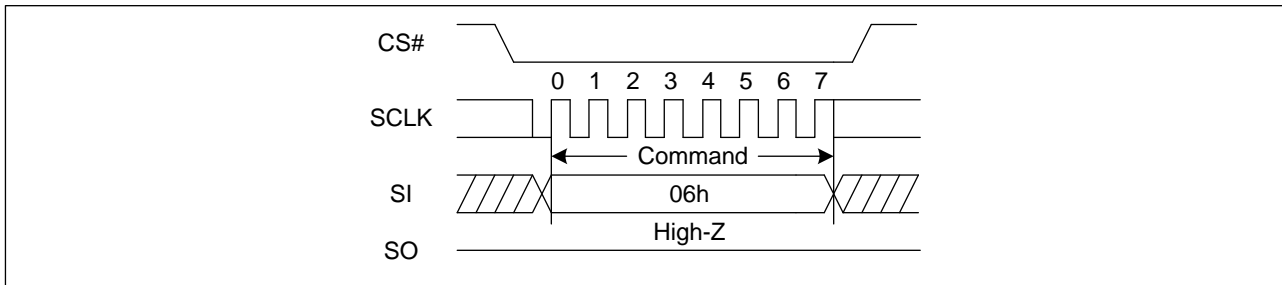 CS#
0 1 2 3 4 5 6 7
SCLK
Command
SI
06h
High-Z
SO